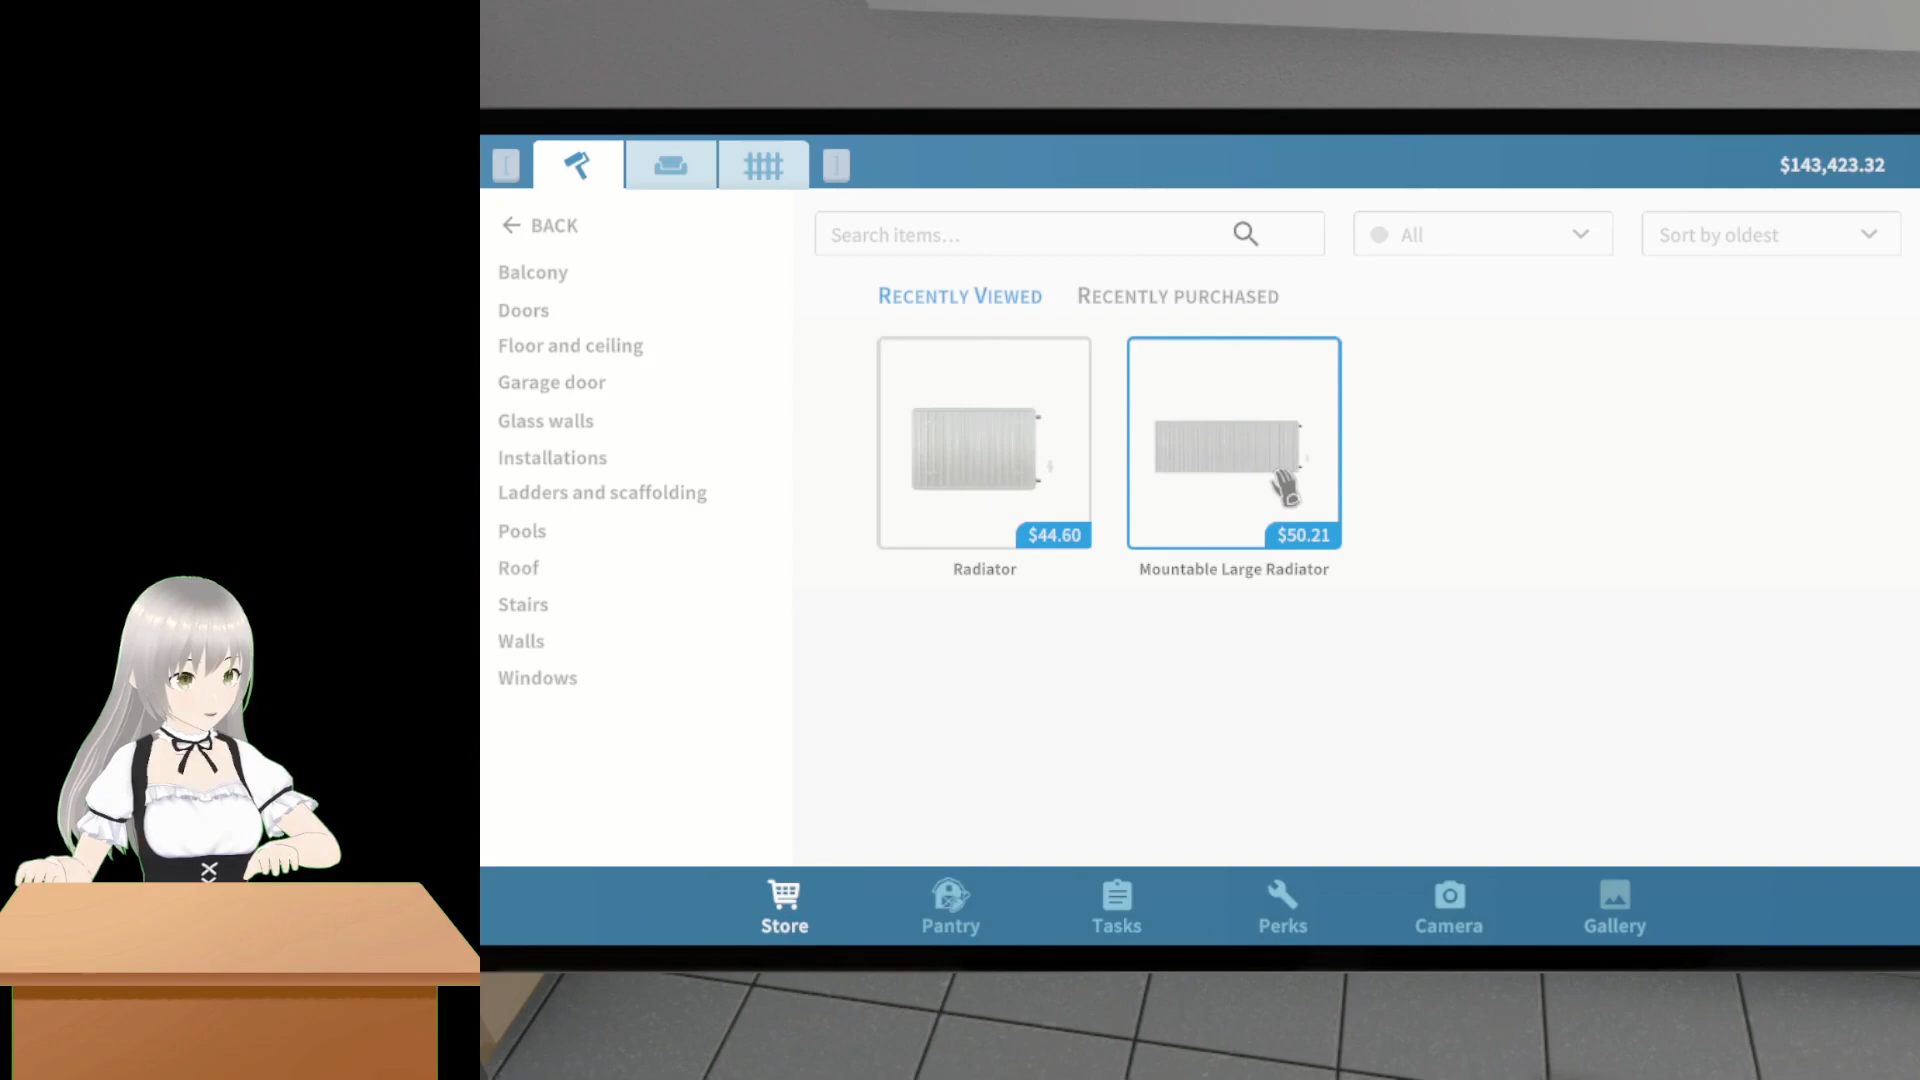 $143,423.32
BACK
Balcony
Doors
Floor and ceiling
Garage door
Glass walls
Installations
Ladders and scaffolding
Pools
Roof
Stairs
Walls
Windows
Search items...
All
Sort by oldest
RECENTLY VIEWED
RECENTLY PURCHASED
$44.60
Radiator
$50.21
Mountable Large Radiator
Store
Pantry
Tasks
Perks
Camera
Gallery